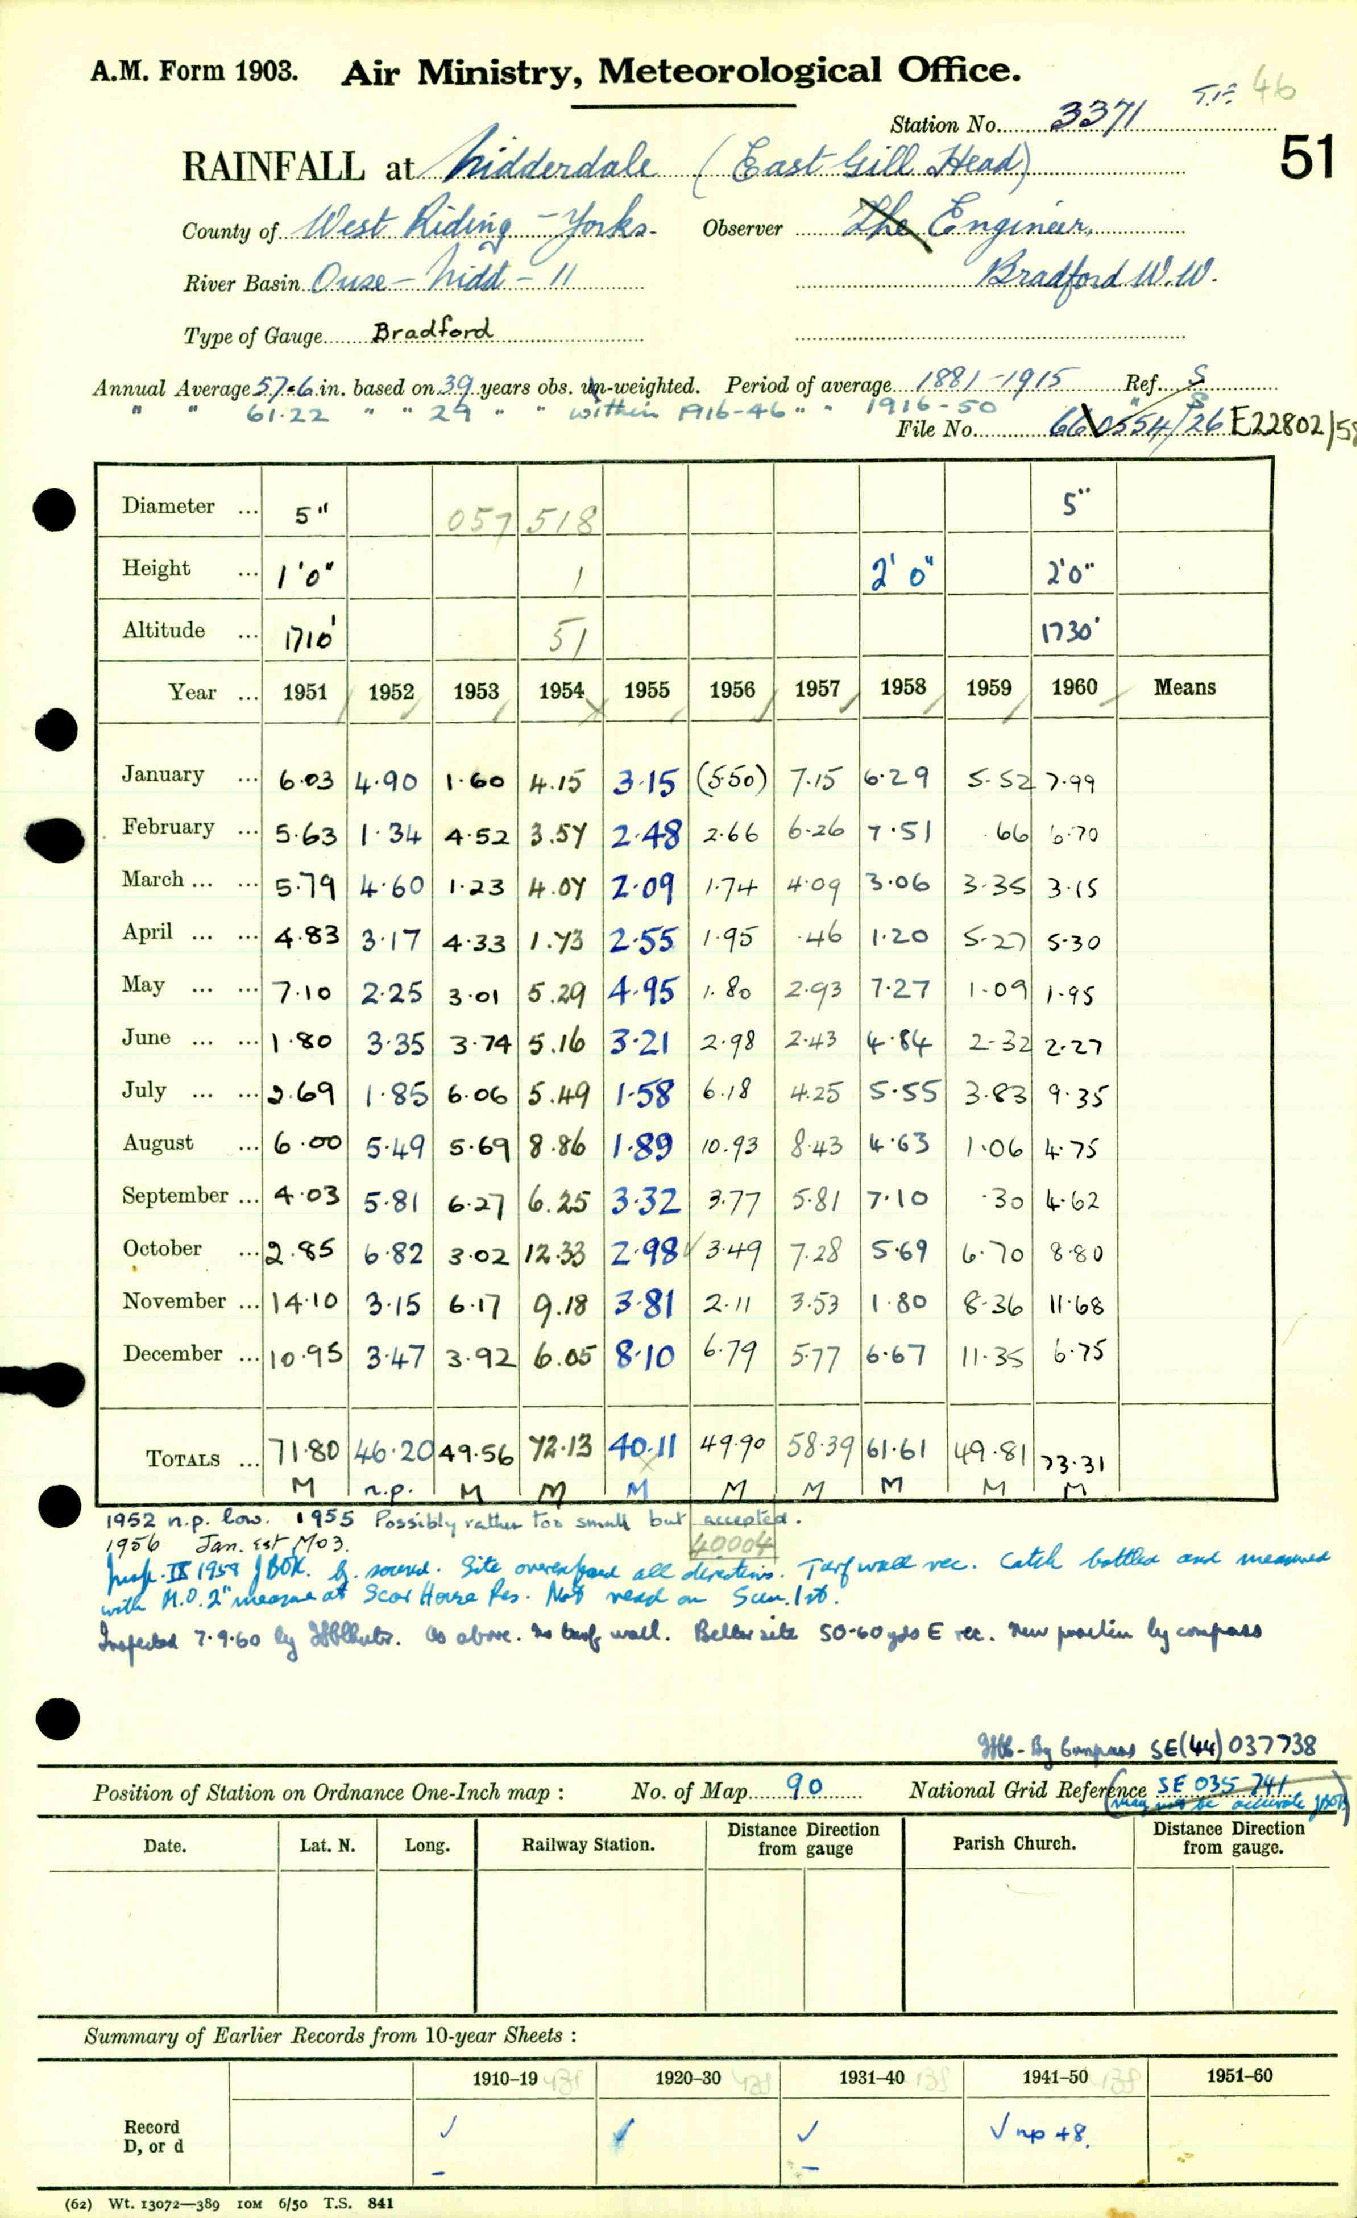 A.M. Form 1903. Air Ministry, Meteorological Office.
Station No. 3371 T.F. 46
51
RAINFALL at Nidderdale (East Gill Head)
County of West Riding - Yorks. Observer The Engineer,
River Basin Ouse - Nidd - 11 Bradford W.W.
Type of Gauge Bradford
Annual Average 57.6 in. based on 39 years obs. un-weighted. Period of average 1881-1915 Ref. S
" " 61.22 " " 29 " " within 1916-46 " " 1916-50
File No. 660554/26 E22802/58
Diameter ... 5" 057 518 5"
Height ... 1'0" 1 2' 0" 2'0"
Altitude ... 1710' 51 1730'
Year ... 1951 1952 1953 1954 1955 1956 1957 1958 1959 1960 Means
January ... 6.03 4.90 1.60 4.15 3.15 (5.50) 7.15 6.29 5.52 7.99
February ... 5.63 1.34 4.52 3.57 2.48 2.66 6.26 7.51 .66 6.70
March ... ... 5.79 4.60 1.23 4.07 2.09 1.74 4.09 3.06 3.35 3.15
April ... ... 4.83 3.17 4.33 1.73 2.55 1.95 .46 1.20 5.27 5.30
May ... ... 7.10 2.25 3.01 5.29 4.95 1.80 2.93 7.27 1.09 1.95
June ... ... 1.80 3.35 3.74 5.16 3.21 2.98 2.43 4.84 2.32 2.27
July ... ... 2.69 1.85 6.06 5.49 1.58 6.18 4.25 5.55 3.83 9.35
August ... 6.00 5.49 5.69 8.86 1.89 10.93 8.43 4.63 1.06 4.75
September ... 4.03 5.81 6.27 6.25 3.32 3.77 5.81 7.10 .30 4.62
October ... 2.85 6.82 3.02 12.33 2.98 3.49 7.28 5.69 6.70 8.80
November ... 14.10 3.15 6.17 9.18 3.81 2.11 3.53 1.80 8.36 11.68
December ... 10.95 3.47 3.92 6.05 8.10 6.79 5.77 6.67 11.35 6.75
TOTALS ... 71.80 46.20 49.56 72.13 40.11 49.90 58.39 61.61 49.81 73.31
M n.p. M M M M M M M M
1952 n.p. low. 1955 Possibly rather too small but accepted.
1956 Jan. est M03. 40004
Insp. IX 1958 JBOK. G. sound. Site overexposed all directions. Turf wall rec. Catch bottled and measured
with M.O. 2" measure at Scar House Res. Not read on Sun. 1st.
Inspected 7.9.60 by As above. No turf wall. Better site 50-60 yds E rec. New position by compass
By Compass SE(44) 037738
Position of Station on Ordnance One-Inch map : No. of Map 90 National Grid Reference SE 035 741
(may not be accurate JBOK)
Date. Lat. N. Long. Railway Station. Distance Direction from gauge Parish Church. Distance Direction from gauge.
Summary of Earlier Records from 10-year Sheets :
1910–19 1920–30 1931–40 1941–50 1951–60
Record
D, or d ✓ ✓ ✓ ✓ np +8.
(62) Wt. 13072—389 10M 6/50 T.S. 841